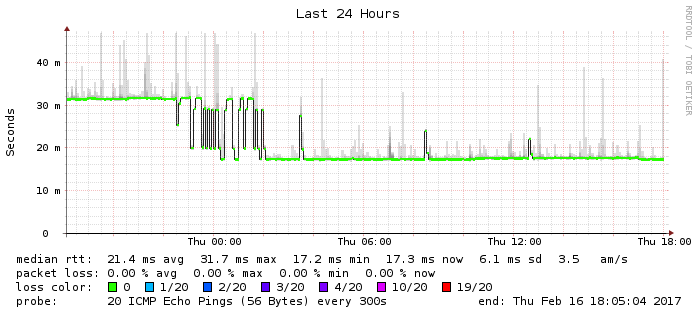 Last 24 Hours
RRDTOOL / TOBI OETIKER
Seconds
40 m
30 m
20 m
10 m
0
Thu 00:00 Thu 06:00 Thu 12:00 Thu 18:00
median rtt: 21.4 ms avg 31.7 ms max 17.2 ms min 17.3 ms now 6.1 ms sd 3.5 am/s
packet loss: 0.00 % avg 0.00 % max 0.00 % min 0.00 % now
loss color: 0 1/20 2/20 3/20 4/20 10/20 19/20
probe: 20 ICMP Echo Pings (56 Bytes) every 300s end: Thu Feb 16 18:05:04 2017